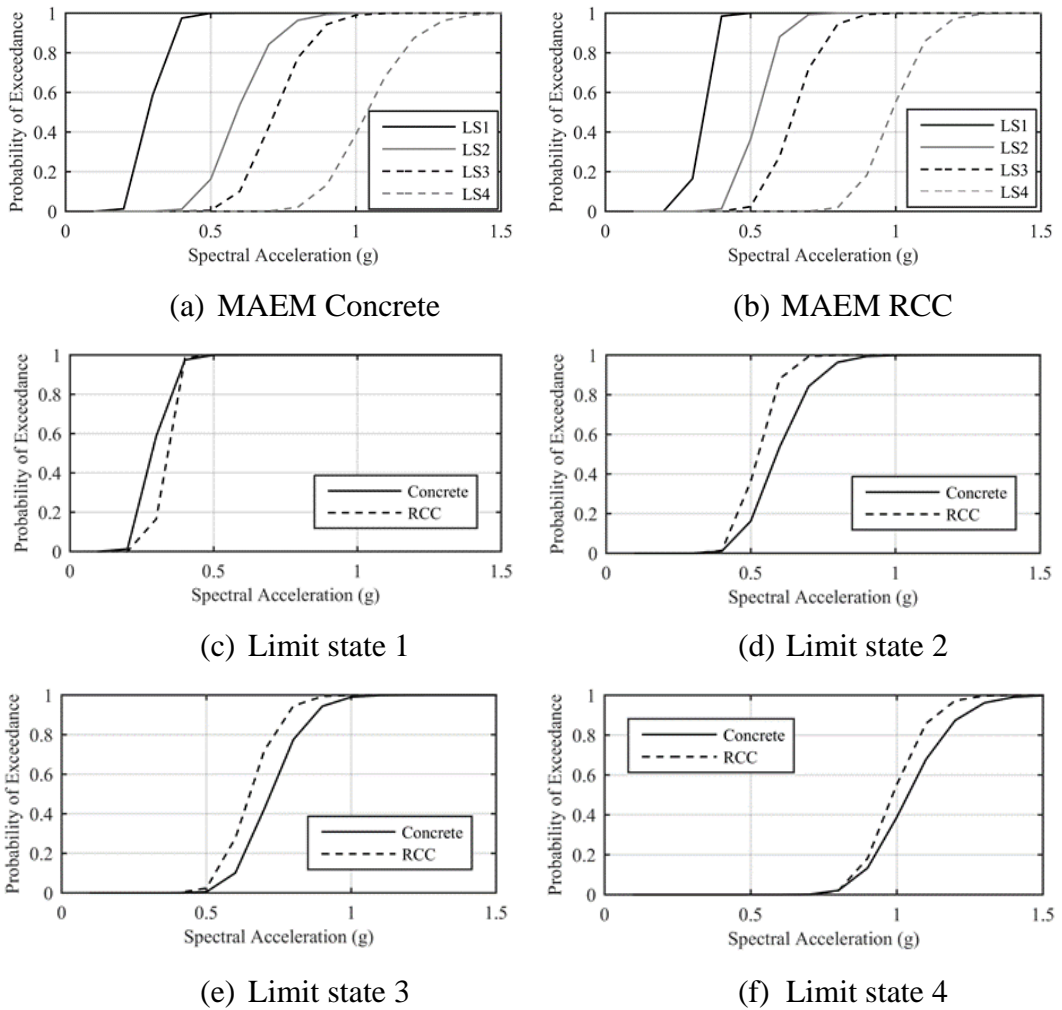 Probability of Exceedance
1
0.8
0.6
0.4
0.2
0
0
0.5
1
1.5
Spectral Acceleration (g)
LS1
LS2
LS3
LS4
(a) MAEM Concrete
Probability of Exceedance
1
0.8
0.6
0.4
0.2
0
0
0.5
1
1.5
Spectral Acceleration (g)
LS1
LS2
LS3
LS4
(b) MAEM RCC
Probability of Exceedance
1
0.8
0.6
0.4
0.2
0
0
0.5
1
1.5
Spectral Acceleration (g)
Concrete
RCC
(c) Limit state 1
Probability of Exceedance
1
0.8
0.6
0.4
0.2
0
0
0.5
1
1.5
Spectral Acceleration (g)
Concrete
RCC
(d) Limit state 2
Probability of Exceedance
1
0.8
0.6
0.4
0.2
0
0
0.5
1
1.5
Spectral Acceleration (g)
Concrete
RCC
(e) Limit state 3
Probability of Exceedance
1
0.8
0.6
0.4
0.2
0
0
0.5
1
1.5
Spectral Acceleration (g)
Concrete
RCC
(f) Limit state 4